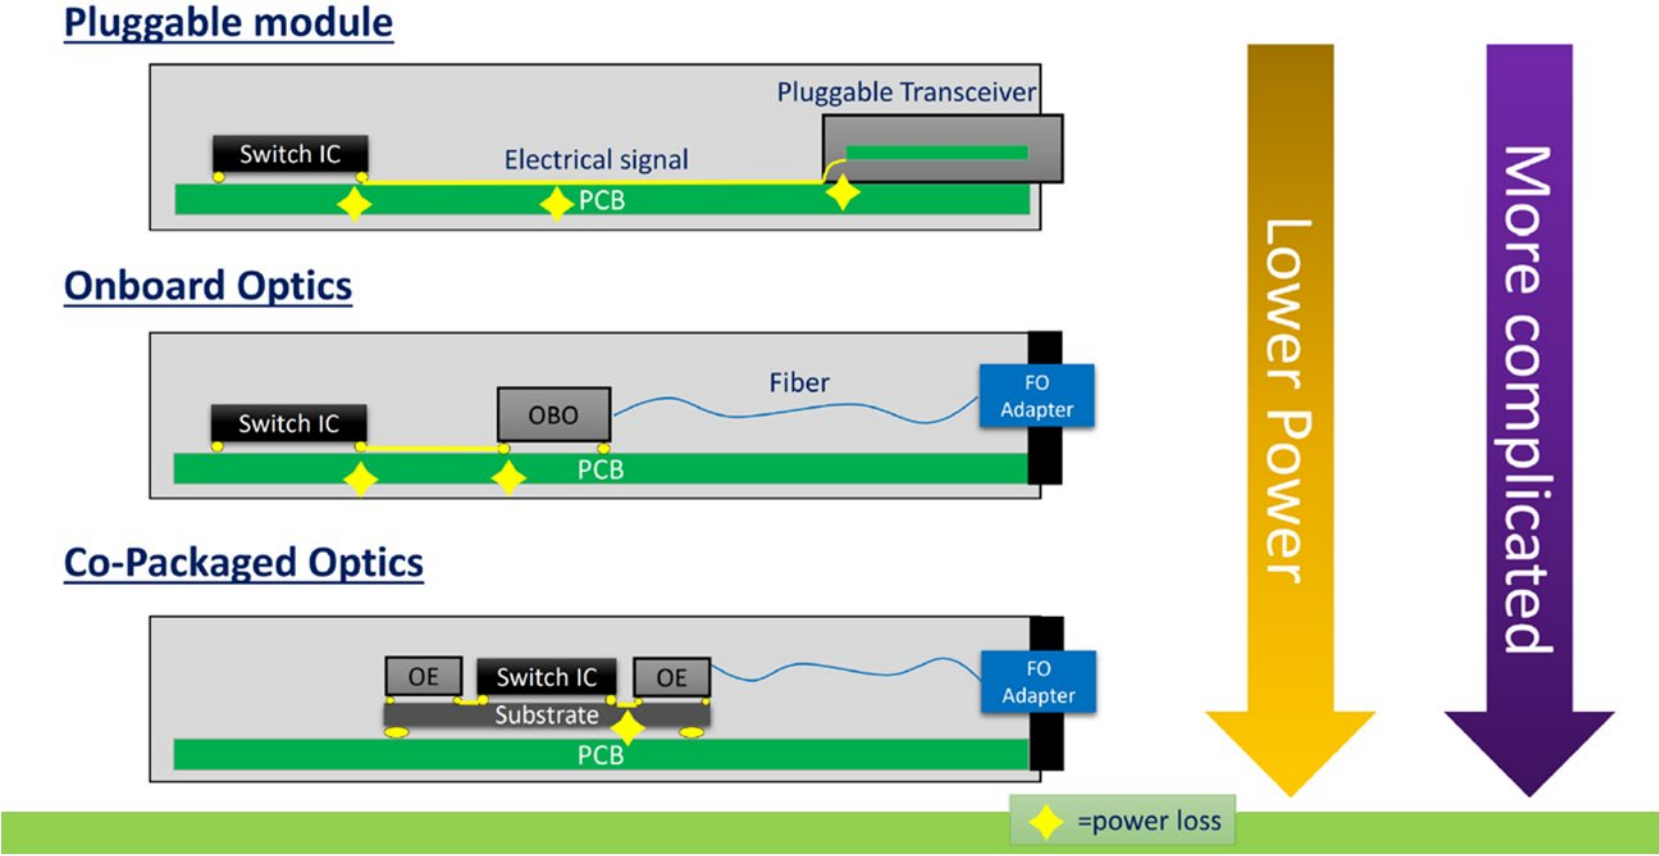 Pluggable module
Pluggable Transceiver
Switch IC
Electrical signal
PCB
Onboard Optics
Fiber
FO
Adapter
OBO
Switch IC
PCB
Co-Packaged Optics
OE
Switch IC
OE
FO
Adapter
Substrate
PCB
Lower Power
More complicated
=power loss